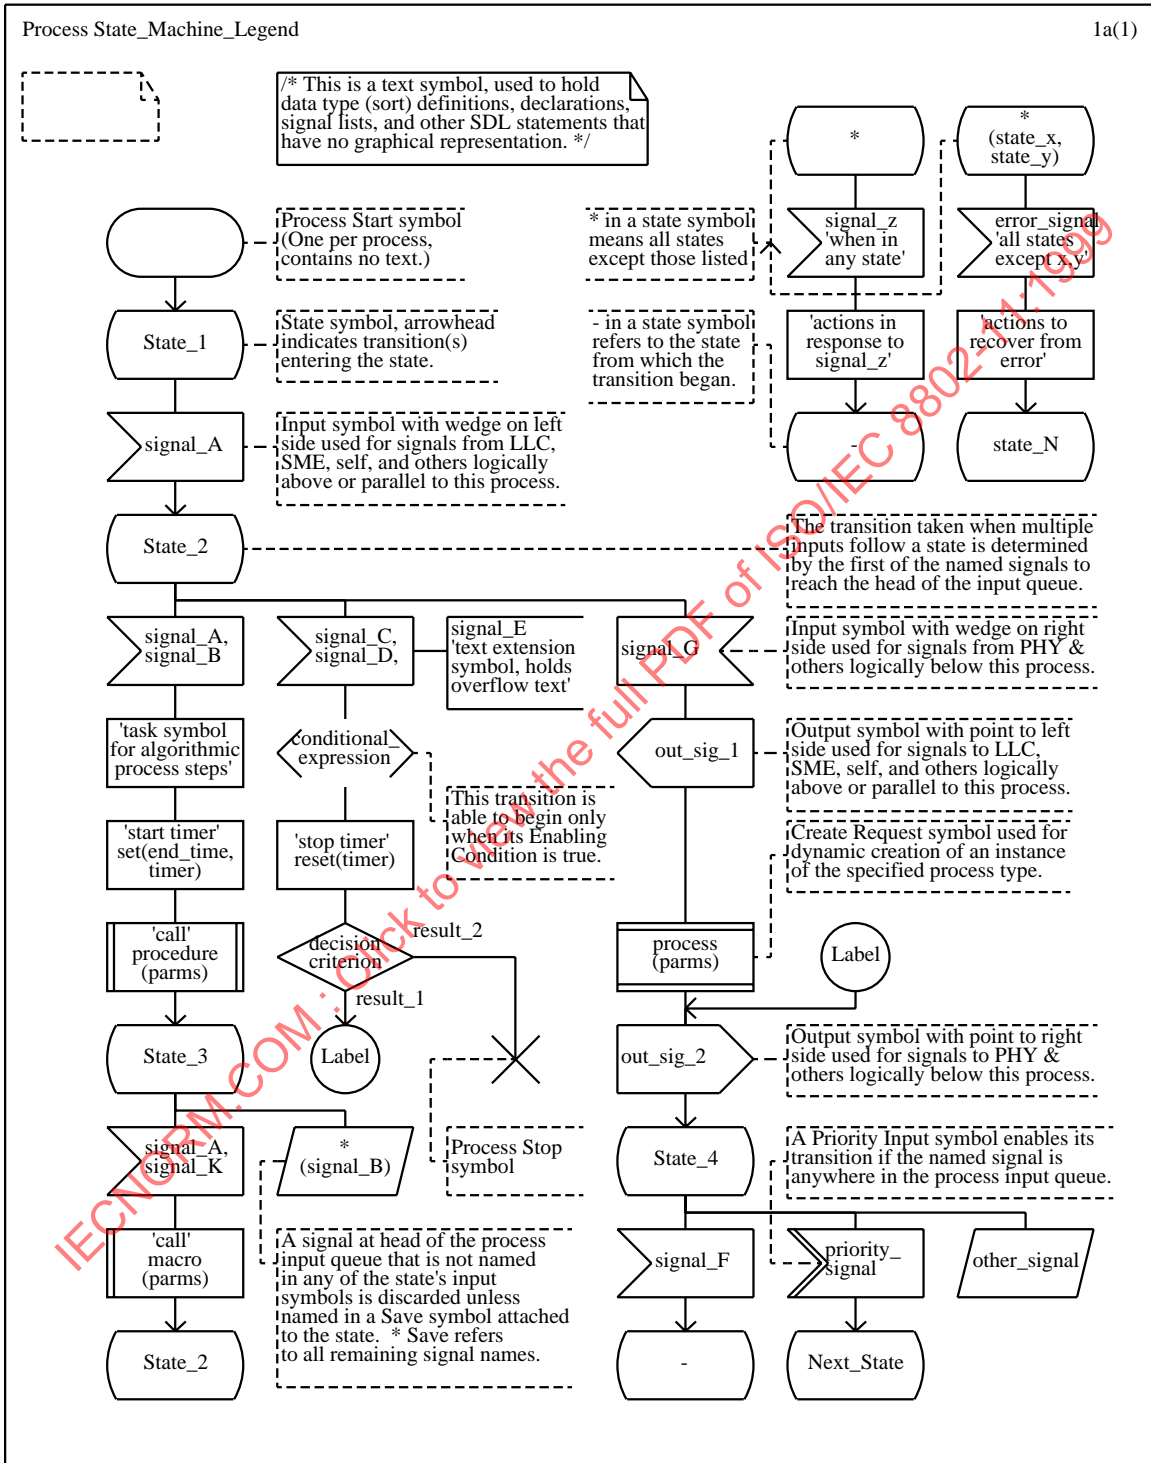 Process State_Machine_Legend
1a(1)
/* This is a text symbol, used to hold
data type (sort) definitions, declarations,
signal lists, and other SDL statements that
have no graphical representation. */
*
*
(state_x,
state_y)
Process Start symbol
(One per process,
contains no text.)
* in a state symbol
means all states
except those listed
signal_z
'when in
any state'
error_signal
'all states
except x,y'
State_1
State symbol, arrowhead
indicates transition(s)
entering the state.
- in a state symbol
refers to the state
from which the
transition began.
'actions in
response to
signal_z'
'actions to
recover from
error'
signal_A
Input symbol with wedge on left
side used for signals from LLC,
SME, self, and others logically
above or parallel to this process.
-
state_N
State_2
The transition taken when multiple
inputs follow a state is determined
by the first of the named signals to
reach the head of the input queue.
signal_A,
signal_B
signal_C,
signal_D,
signal_E
'text extension
symbol, holds
overflow text'
signal_G
Input symbol with wedge on right
side used for signals from PHY &
others logically below this process.
'task symbol
for algorithmic
process steps'
conditional_
expression
out_sig_1
Output symbol with point to left
side used for signals to LLC,
SME, self, and others logically
above or parallel to this process.
This transition is
able to begin only
when its Enabling
Condition is true.
'start timer'
set(end_time,
timer)
'stop timer'
reset(timer)
Create Request symbol used for
dynamic creation of an instance
of the specified process type.
'call'
procedure
(parms)
decision
criterion
result_2
result_1
process
(parms)
Label
State_3
Label
out_sig_2
Output symbol with point to right
side used for signals to PHY &
others logically below this process.
signal_A,
signal_K
*
(signal_B)
Process Stop
symbol
State_4
A Priority Input symbol enables its
transition if the named signal is
anywhere in the process input queue.
'call'
macro
(parms)
A signal at head of the process
input queue that is not named
in any of the state's input
symbols is discarded unless
named in a Save symbol attached
to the state. * Save refers
to all remaining signal names.
signal_F
priority_
signal
other_signal
State_2
-
Next_State
IECNORM.COM : Click to view the full PDF of ISO/IEC 8802-11:1999